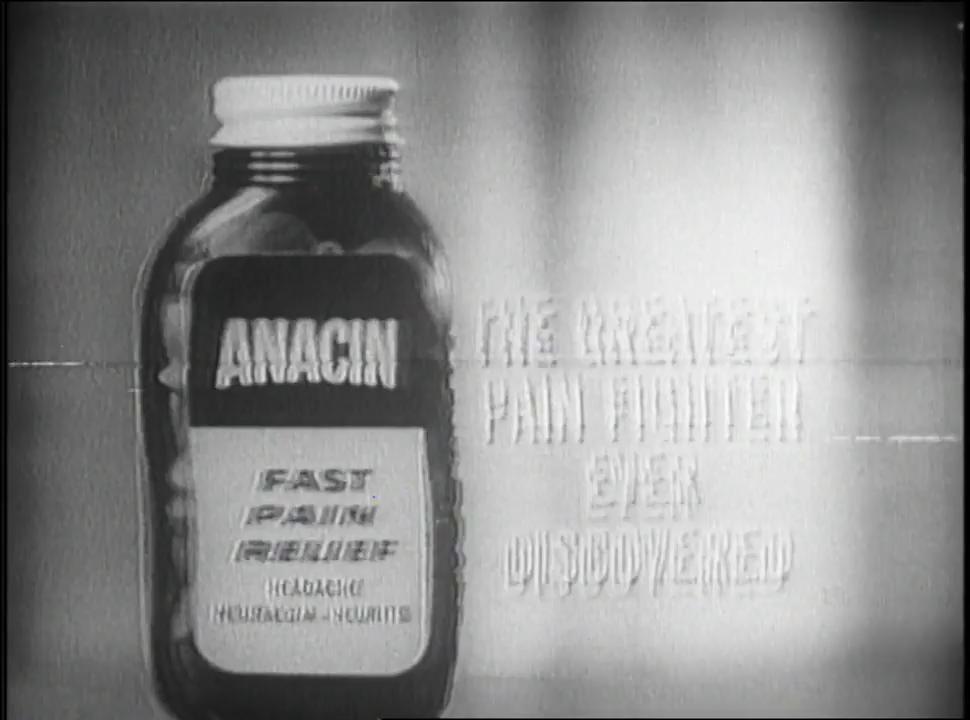 ANACIN
FAST
PAIN
RELIEF
HEADACHE
NEURALGIA - NEURITIS
THE GREATEST
PAIN FIGHTER
EVER
DISCOVERED